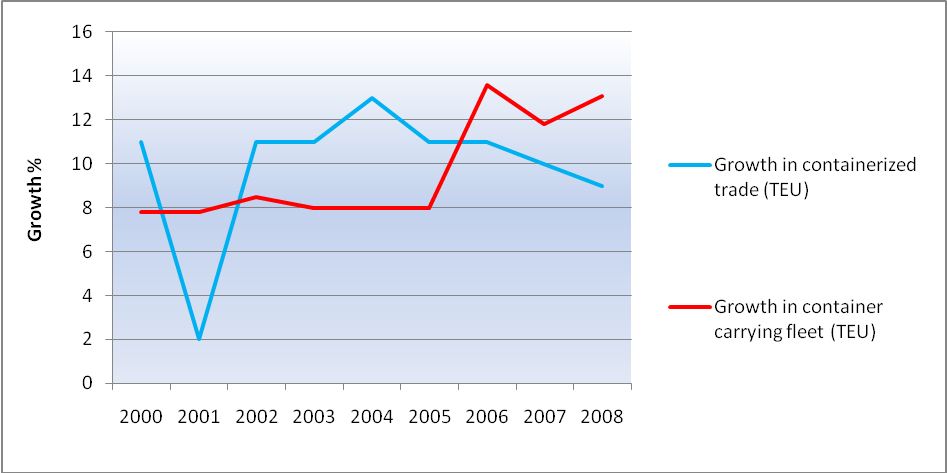 16
14
12
10
8
6
4
2
0
Growth %
2000 2001 2002 2003 2004 2005 2006 2007 2008
Growth in containerized
trade (TEU)
Growth in container
carrying fleet (TEU)